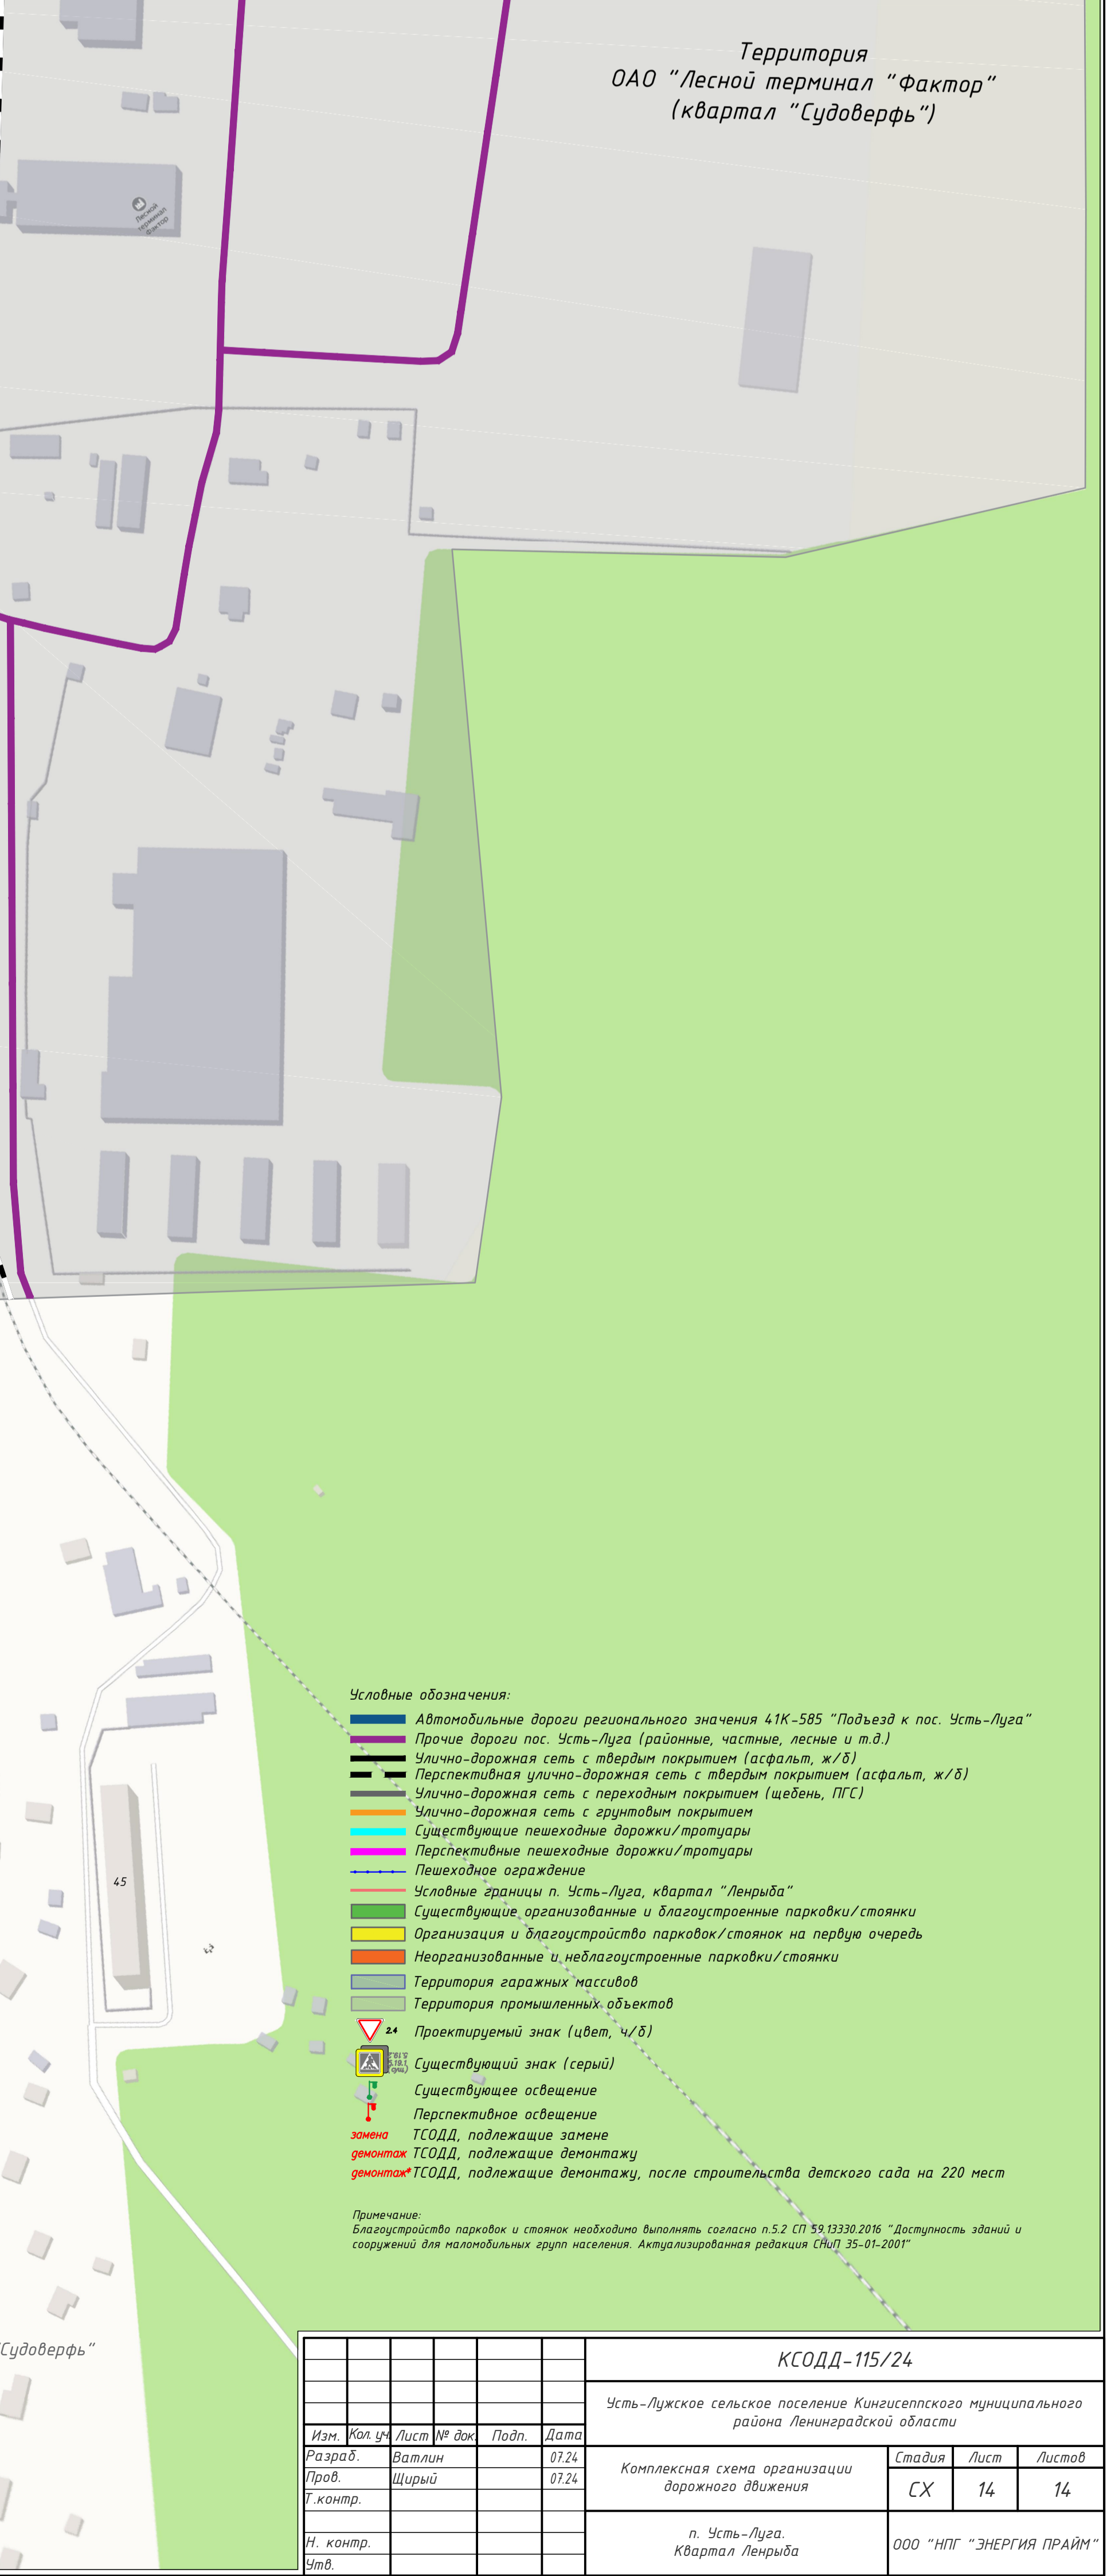 Территория
ОАО "Лесной терминал "Фактор"
(квартал "Судоверфь")
Лесной
терминал
Фактор
45
Условные обозначения:
Автомобильные дороги регионального значения 41К-585 "Подъезд к пос. Усть-Луга"
Прочие дороги пос. Усть-Луга (районные, частные, лесные и т.д.)
Улично-дорожная сеть с твердым покрытием (асфальт, ж/б)
Перспективная улично-дорожная сеть с твердым покрытием (асфальт, ж/б)
Улично-дорожная сеть с переходным покрытием (щебень, ПГС)
Улично-дорожная сеть с грунтовым покрытием
Существующие пешеходные дорожки/тротуары
Перспективные пешеходные дорожки/тротуары
Пешеходное ограждение
Условные границы п. Усть-Луга, квартал "Ленрыба"
Существующие организованные и благоустроенные парковки/стоянки
Организация и благоустройство парковок/стоянок на первую очередь
Неорганизованные и неблагоустроенные парковки/стоянки
Территория гаражных массивов
Территория промышленных объектов
2.4 Проектируемый знак (цвет, ч/б)
Существующий знак (серый)
Существующее освещение
Перспективное освещение
замена ТСОДД, подлежащие замене
демонтаж ТСОДД, подлежащие демонтажу
демонтаж* ТСОДД, подлежащие демонтажу, после строительства детского сада на 220 мест
Примечание:
Благоустройство парковок и стоянок необходимо выполнять согласно п.5.2 СП 59.13330.2016 "Доступность зданий и
сооружений для маломобильных групп населения. Актуализированная редакция СНиП 35-01-2001"
Судоверфь"
КСОДД-115/24
Усть-Лужское сельское поселение Кингисеппского муниципального
района Ленинградской области
Изм. Кол. уч. Лист № док. Подп. Дата
Разраб. Ватлин 07.24
Пров. Щирый 07.24
Т.контр.
Н. контр.
Утв.
Комплексная схема организации
дорожного движения
Стадия Лист Листов
СХ 14 14
п. Усть-Луга.
Квартал Ленрыба
ООО "НПГ "ЭНЕРГИЯ ПРАЙМ"